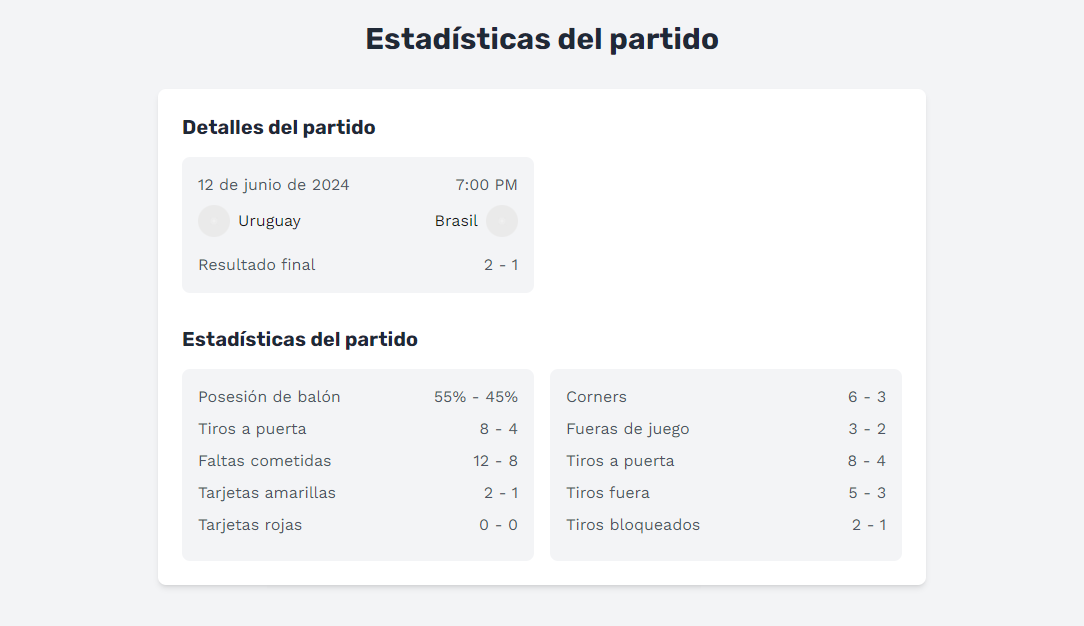 Estadísticas del partido
Detalles del partido
12 de junio de 2024 7:00 PM
Uruguay Brasil
Resultado final 2 - 1
Estadísticas del partido
Posesión de balón 55% - 45%
Tiros a puerta 8 - 4
Faltas cometidas 12 - 8
Tarjetas amarillas 2 - 1
Tarjetas rojas 0 - 0
Corners 6 - 3
Fueras de juego 3 - 2
Tiros a puerta 8 - 4
Tiros fuera 5 - 3
Tiros bloqueados 2 - 1